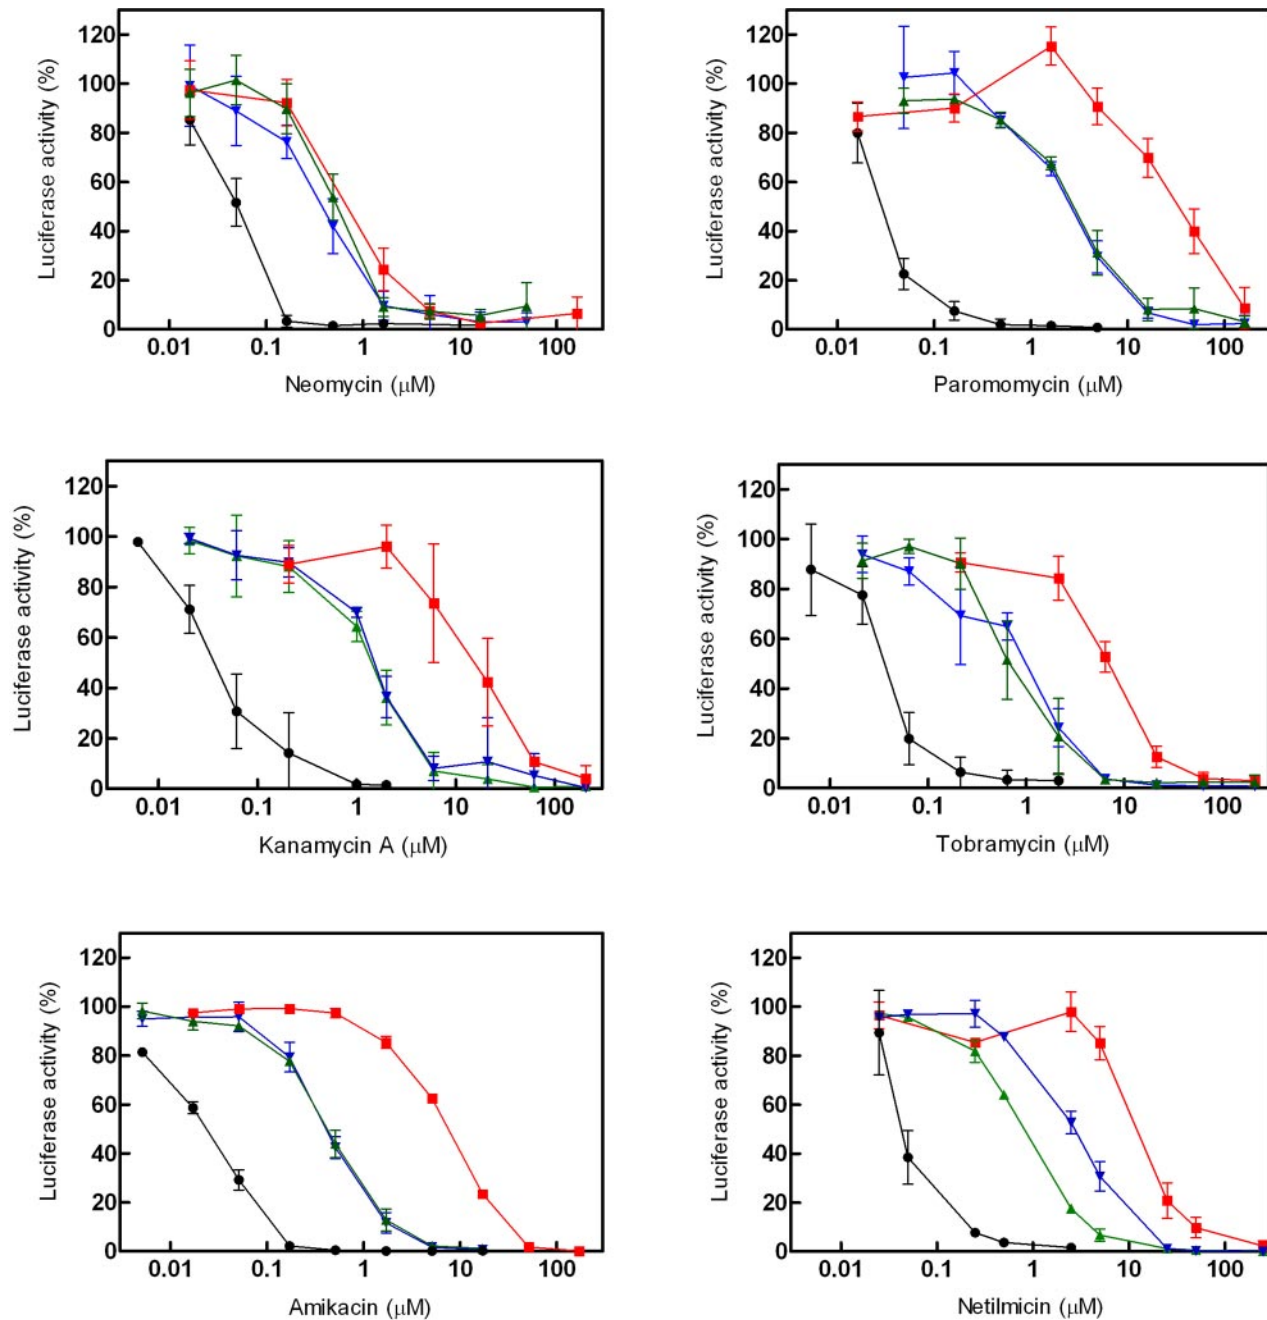 120
100
80
60
40
20
0
Luciferase activity (%)
0.01 0.1 1 10 100
Neomycin (μM)
120
100
80
60
40
20
0
Luciferase activity (%)
0.01 0.1 1 10 100
Paromomycin (μM)
120
100
80
60
40
20
0
Luciferase activity (%)
0.01 0.1 1 10 100
Kanamycin A (μM)
120
100
80
60
40
20
0
Luciferase activity (%)
0.01 0.1 1 10 100
Tobramycin (μM)
120
100
80
60
40
20
0
Luciferase activity (%)
0.01 0.1 1 10 100
Amikacin (μM)
120
100
80
60
40
20
0
Luciferase activity (%)
0.01 0.1 1 10 100
Netilmicin (μM)